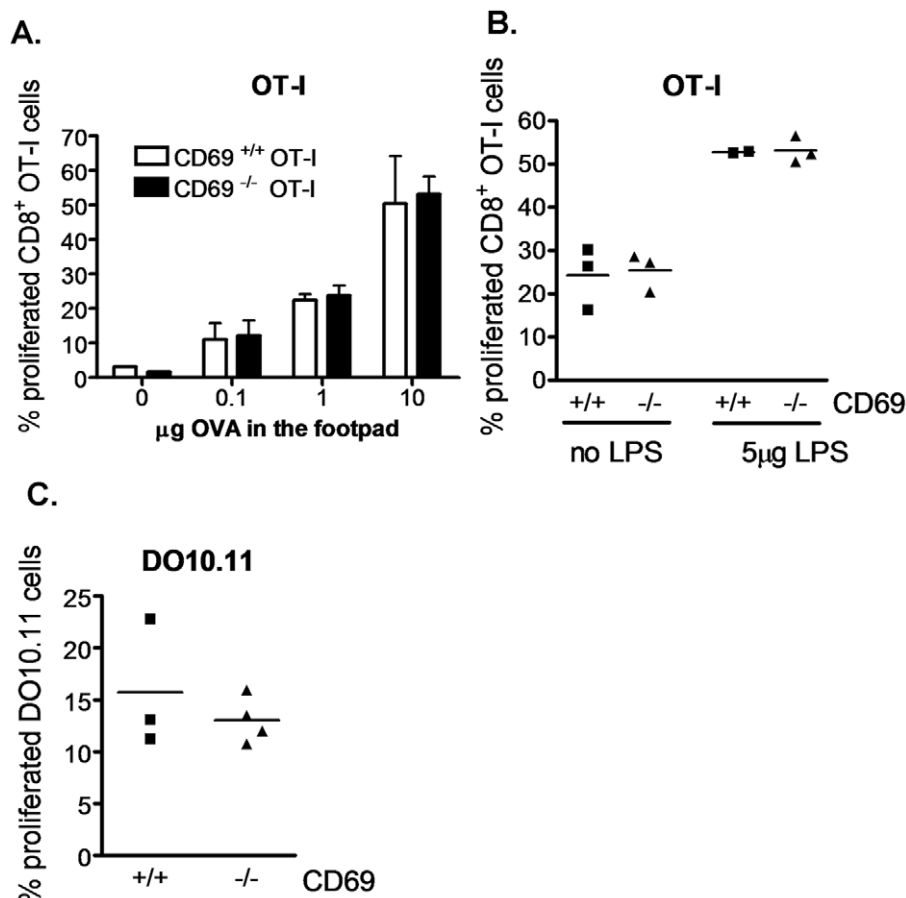 A.
OT-I
% proliferated CD8+ OT-I cells
70
60
50
40
30
20
10
0
CD69 +/+ OT-I
CD69 -/- OT-I
0 0.1 1 10
µg OVA in the footpad
B.
OT-I
% proliferated CD8+ OT-I cells
60
50
40
30
20
10
0
+/+ -/- +/+ -/- CD69
no LPS 5µg LPS
C.
DO10.11
% proliferated DO10.11 cells
25
20
15
10
5
0
+/+ -/- CD69